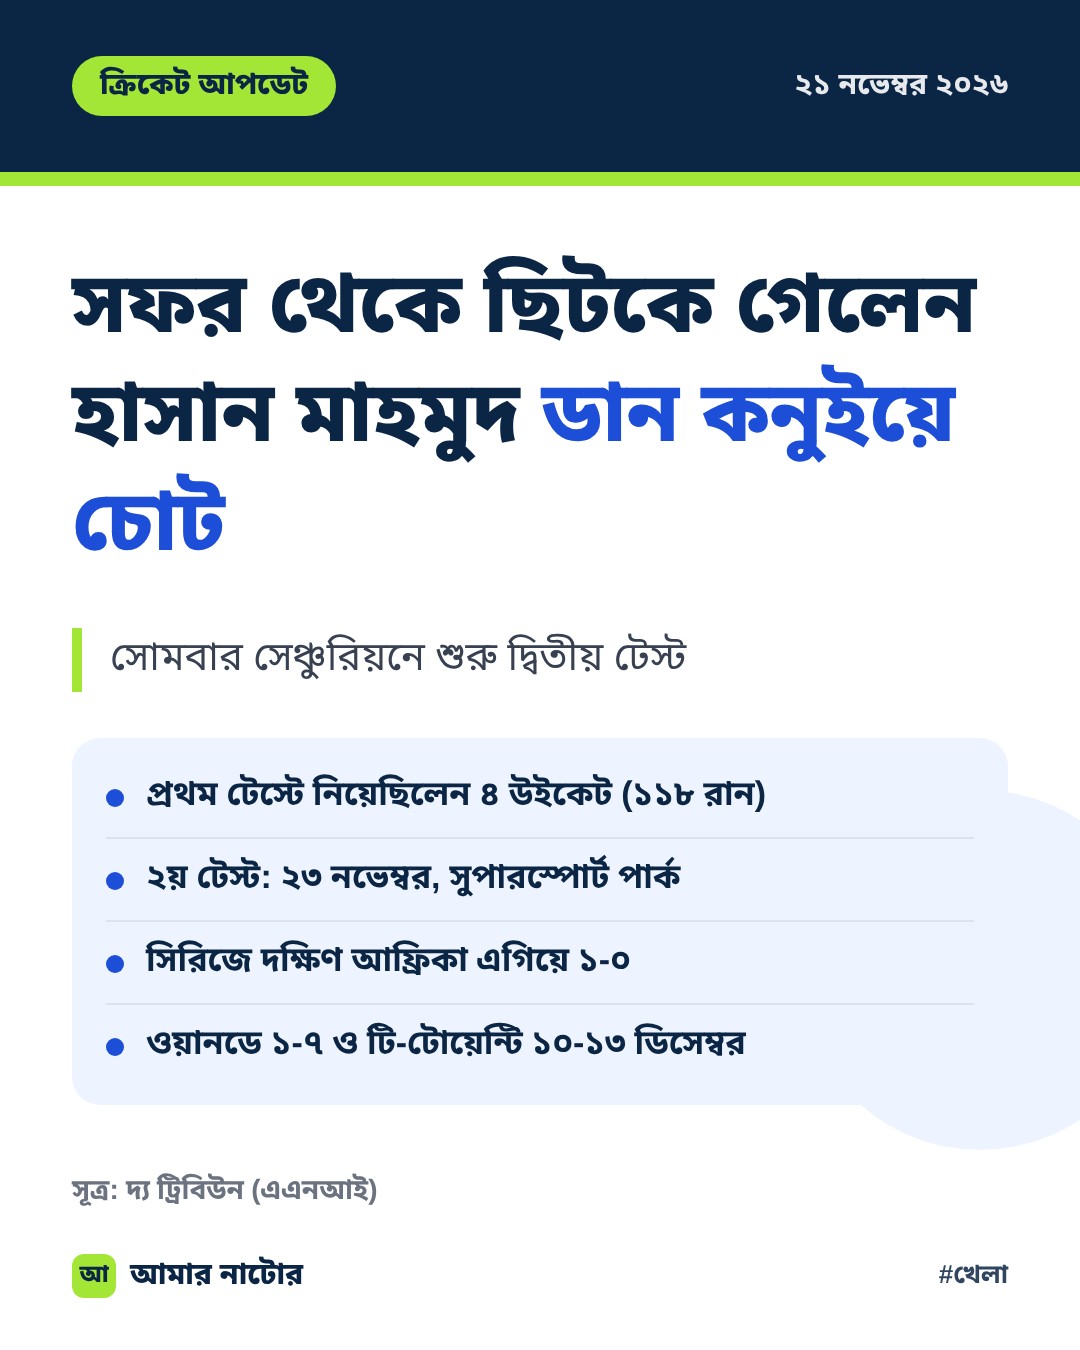 ক্রিকেট আপডেট
২১ নভেম্বর ২০২৬
সফর থেকে ছিটকে গেলেন
হাসান মাহমুদ ডান কনুইয়ে
চোট
সোমবার সেঞ্চুরিয়নে শুরু দ্বিতীয় টেস্ট
প্রথম টেস্টে নিয়েছিলেন ৪ উইকেট (১১৮ রান)
২য় টেস্ট: ২৩ নভেম্বর, সুপারস্পোর্ট পার্ক
সিরিজে দক্ষিণ আফ্রিকা এগিয়ে ১-০
ওয়ানডে ১-৭ ও টি-টোয়েন্টি ১০-১৩ ডিসেম্বর
সূত্র: দ্য ট্রিবিউন (এএনআই)
আ আমার নাটোর
#খেলা